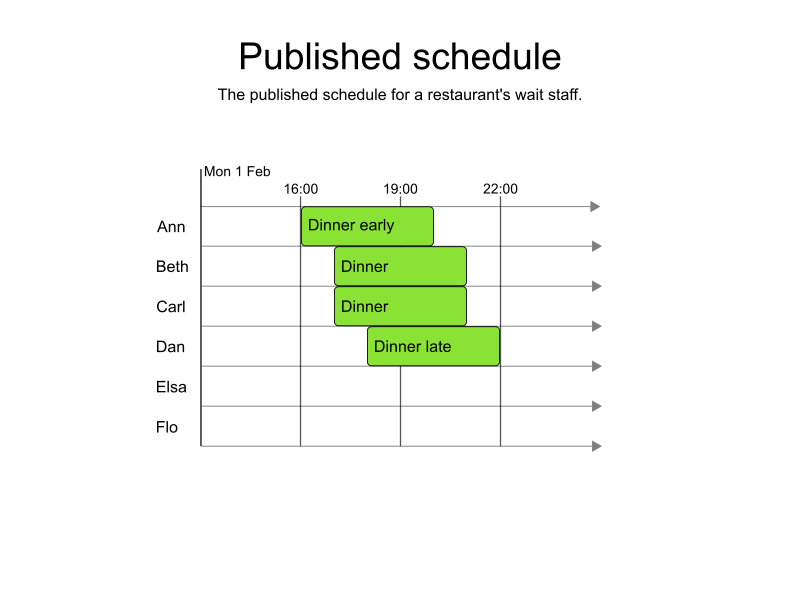 Published schedule
The published schedule for a restaurant's wait staff.
Mon 1 Feb
16:00 19:00 22:00
Ann Dinner early
Beth Dinner
Carl Dinner
Dan Dinner late
Elsa
Flo